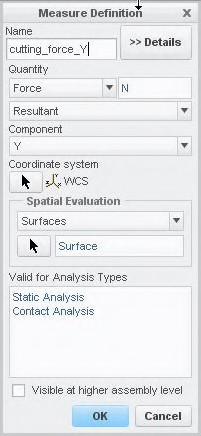 Measure Definition
Name
cutting_force_Y
>> Details
Quantity
Force
N
Resultant
Component
Y
Coordinate system
WCS
Spatial Evaluation
Surfaces
Surface
Valid for Analysis Types
Static Analysis
Contact Analysis
Visible at higher assembly level
OK
Cancel